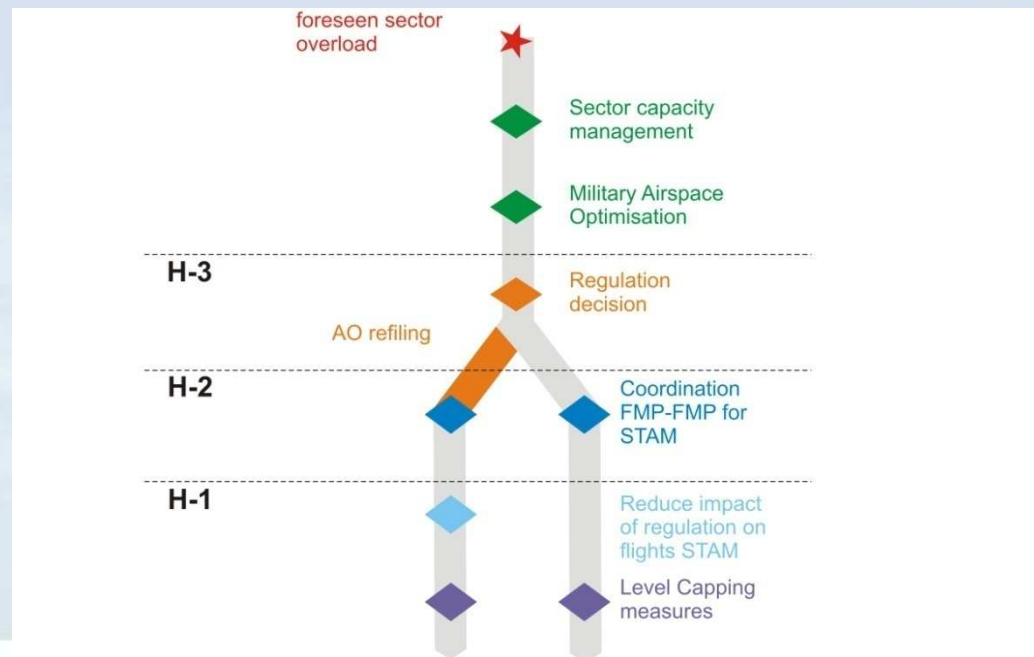 foreseen sector
overload
Sector capacity
management
Military Airspace
Optimisation
H-3
Regulation
decision
AO refiling
H-2
Coordination
FMP-FMP for
STAM
H-1
Reduce impact
of regulation on
flights STAM
Level Capping
measures